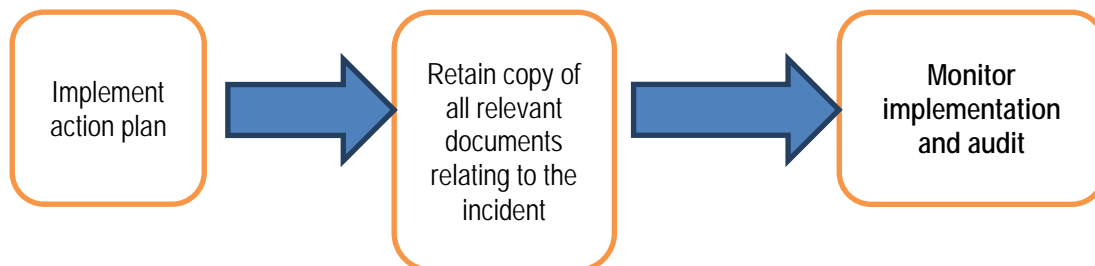 Implement
action plan
Retain copy of
all relevant
documents
relating to the
incident
Monitor
implementation
and audit